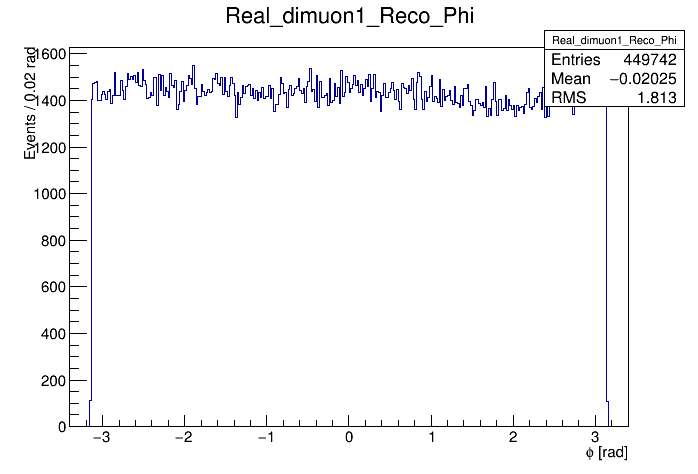 Real_dimuon1_Reco_Phi
Real_dimuon1_Reco_Phi
Entries 449742
Mean −0.02025
RMS 1.813
Events / 0.02 rad
1600
1400
1200
1000
800
600
400
200
0
−3 −2 −1 0 1 2 3
ϕ [rad]